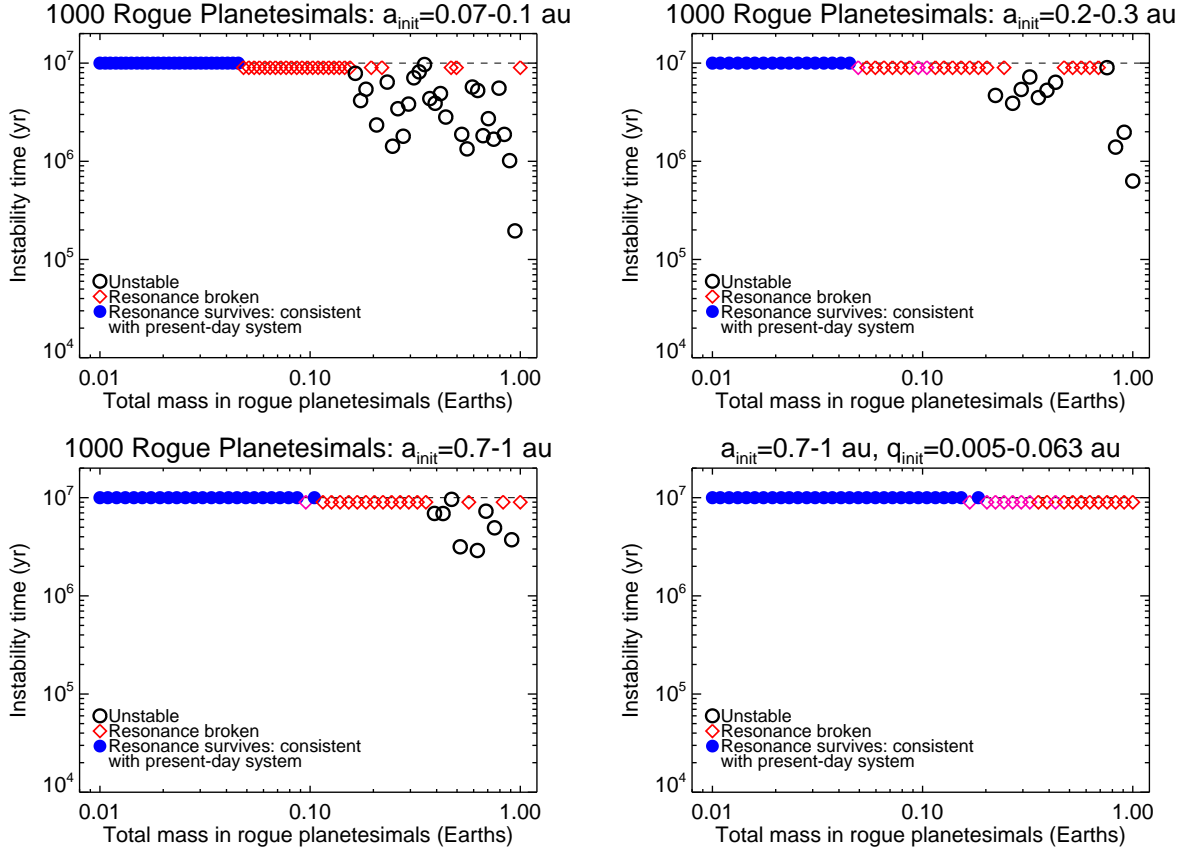 1000 Rogue Planetesimals: a_init=0.07-0.1 au
10^7
10^6
10^5
10^4
Instability time (yr)
Unstable
Resonance broken
Resonance survives: consistent
with present-day system
0.01 0.10 1.00
Total mass in rogue planetesimals (Earths)
1000 Rogue Planetesimals: a_init=0.2-0.3 au
10^7
10^6
10^5
10^4
Instability time (yr)
Unstable
Resonance broken
Resonance survives: consistent
with present-day system
0.01 0.10 1.00
Total mass in rogue planetesimals (Earths)
1000 Rogue Planetesimals: a_init=0.7-1 au
10^7
10^6
10^5
10^4
Instability time (yr)
Unstable
Resonance broken
Resonance survives: consistent
with present-day system
0.01 0.10 1.00
Total mass in rogue planetesimals (Earths)
a_init=0.7-1 au, q_init=0.005-0.063 au
10^7
10^6
10^5
10^4
Instability time (yr)
Unstable
Resonance broken
Resonance survives: consistent
with present-day system
0.01 0.10 1.00
Total mass in rogue planetesimals (Earths)